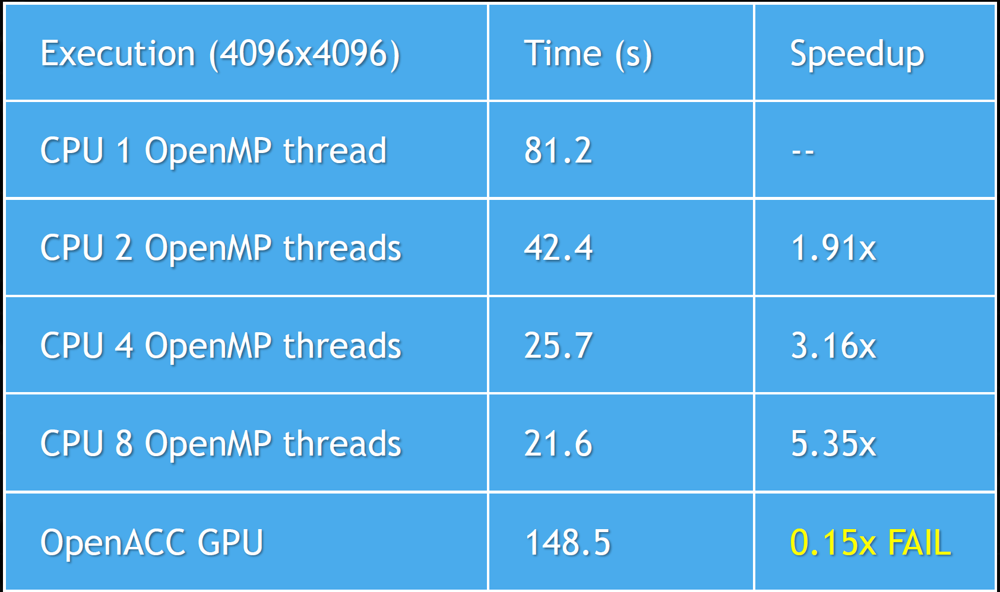 Execution (4096x4096) Time (s) Speedup
CPU 1 OpenMP thread 81.2 --
CPU 2 OpenMP threads 42.4 1.91x
CPU 4 OpenMP threads 25.7 3.16x
CPU 8 OpenMP threads 21.6 5.35x
OpenACC GPU 148.5 0.15x FAIL